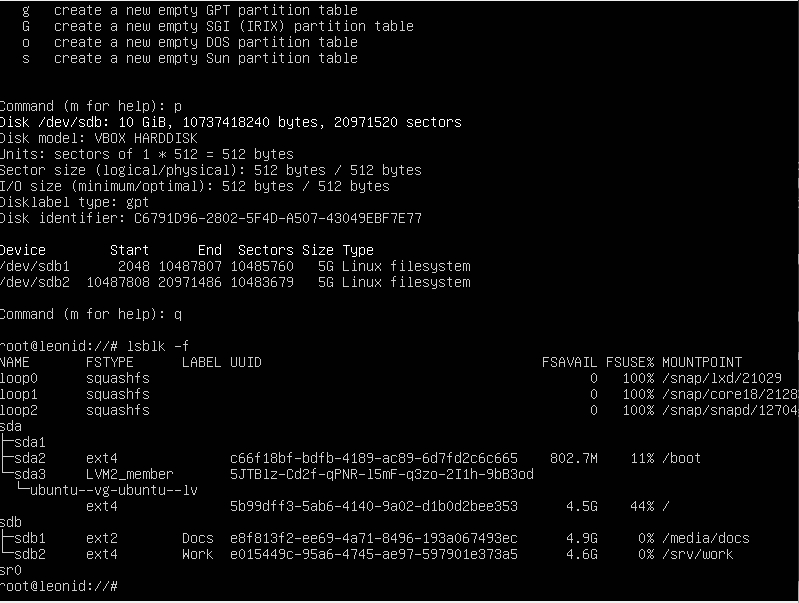 g   create a new empty GPT partition table
G   create a new empty SGI (IRIX) partition table
o   create a new empty DOS partition table
s   create a new empty Sun partition table
Command (m for help): p
Disk /dev/sdb: 10 GiB, 10737418240 bytes, 20971520 sectors
Disk model: VBOX HARDDISK
Units: sectors of 1 * 512 = 512 bytes
Sector size (logical/physical): 512 bytes / 512 bytes
I/O size (minimum/optimal): 512 bytes / 512 bytes
Disklabel type: gpt
Disk identifier: C6791D96-2802-5F4D-A507-43049EBF7E77
Device        Start      End  Sectors Size Type
/dev/sdb1      2048 10487807 10485760   5G Linux filesystem
/dev/sdb2  10487808 20971486 10483679   5G Linux filesystem
Command (m for help): q
root@leonid://# lsblk -f
NAME       FSTYPE      LABEL UUID                                   FSAVAIL FSUSE% MOUNTPOINT
loop0      squashfs                                                       0   100% /snap/lxd/21029
loop1      squashfs                                                       0   100% /snap/core18/2128
loop2      squashfs                                                       0   100% /snap/snapd/12704
sda
├─sda1
├─sda2     ext4              c66f18bf-bdfb-4189-ac89-6d7fd2c6c665    802.7M    11% /boot
└─sda3     LVM2_member       5JTBlz-Cd2f-qPNR-l5mF-q3zo-2I1h-9bB3od
  └─ubuntu--vg-ubuntu--lv
           ext4              5b99dff3-5ab6-4140-9a02-d1b0d2bee353      4.5G    44% /
sdb
├─sdb1     ext2        Docs  e8f813f2-ee69-4a71-8496-193a067493ec      4.9G     0% /media/docs
└─sdb2     ext4        Work  e015449c-95a6-4745-ae97-597901e373a5      4.6G     0% /srv/work
sr0
root@leonid://#